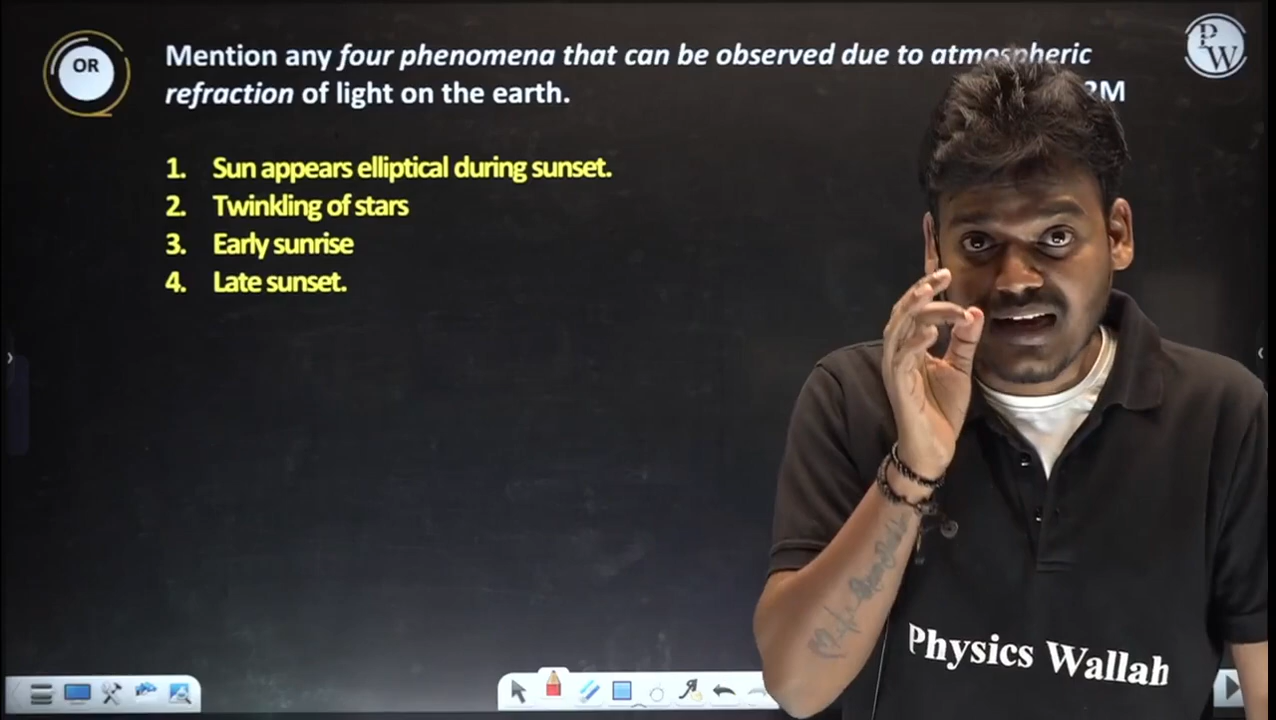 OR
Mention any four phenomena that can be observed due to atmospheric
refraction of light on the earth. 2M
1. Sun appears elliptical during sunset.
2. Twinkling of stars
3. Early sunrise
4. Late sunset.
P
W
Physics Wallah